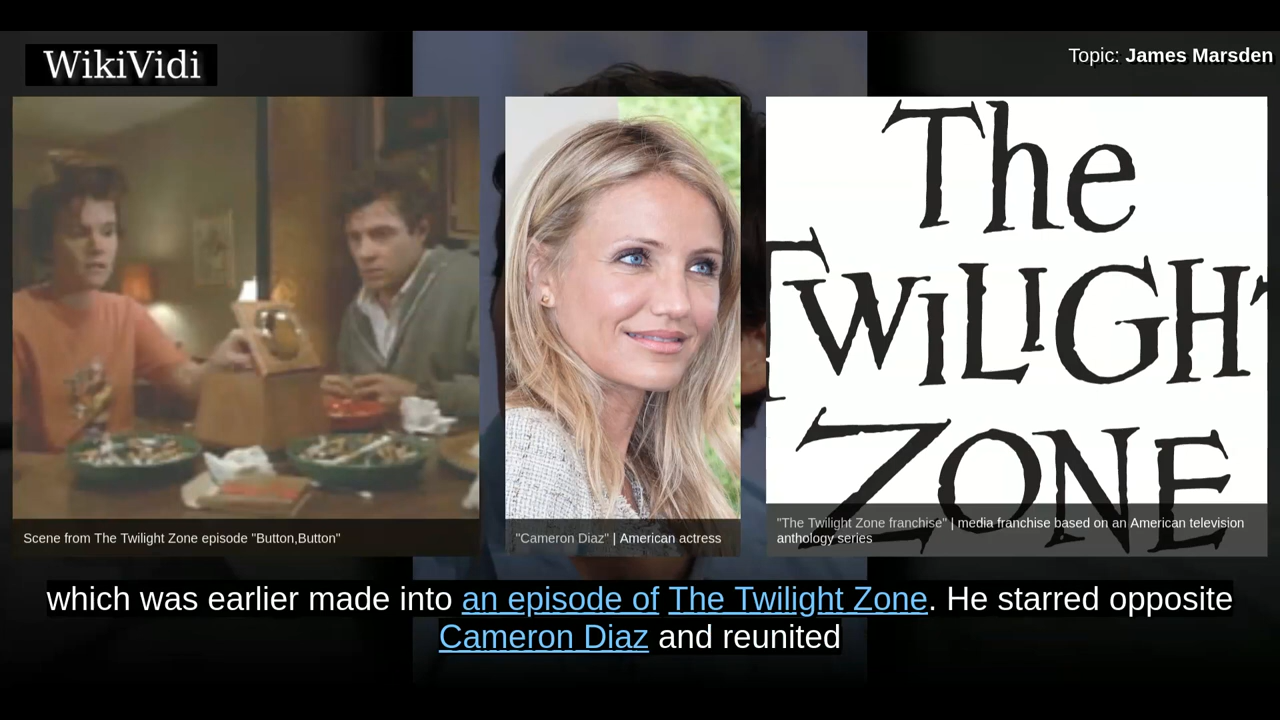 WikiVidi
Topic: James Marsden
The
TWILIGHT
ZONE
Scene from The Twilight Zone episode "Button,Button"
"Cameron Diaz" | American actress
"The Twilight Zone franchise" | media franchise based on an American television
anthology series
which was earlier made into an episode of The Twilight Zone. He starred opposite
Cameron Diaz and reunited